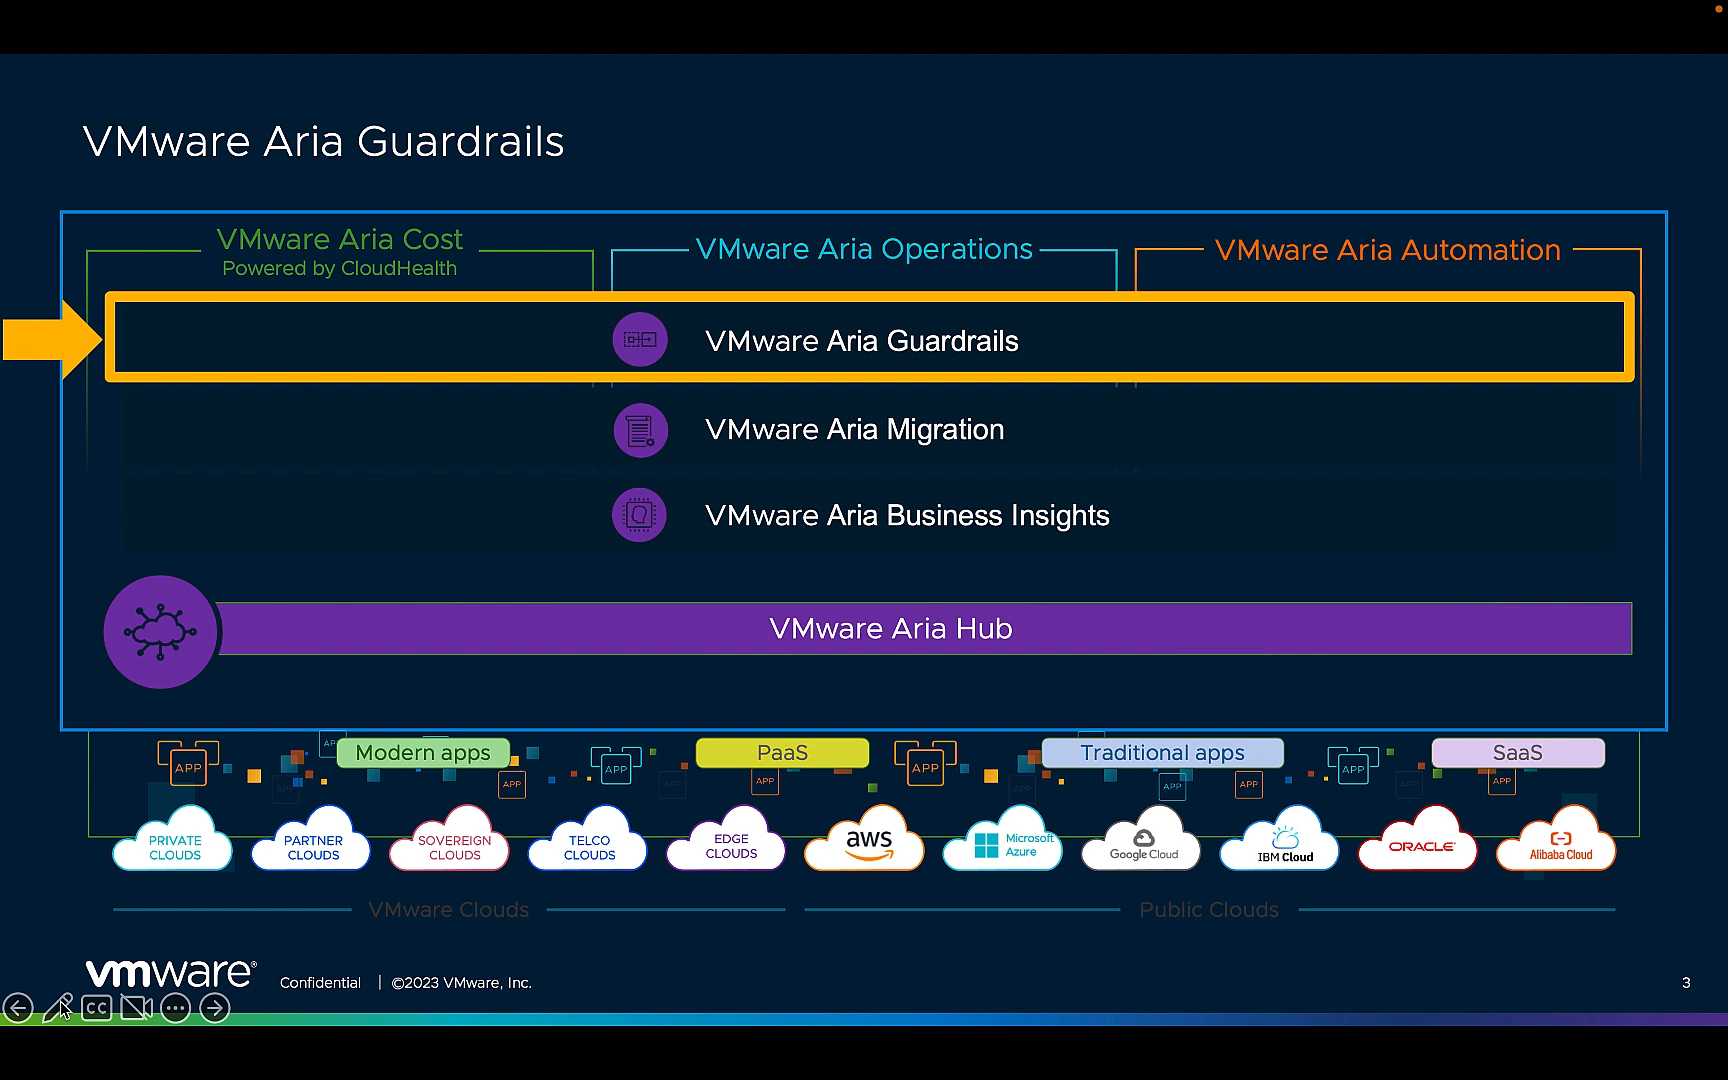 VMware Aria Guardrails
VMware Aria Cost
Powered by CloudHealth
VMware Aria Operations
VMware Aria Automation
VMware Aria Guardrails
VMware Aria Migration
VMware Aria Business Insights
VMware Aria Hub
Modern apps
PaaS
Traditional apps
SaaS
APP
AP
APP
APP
APP
APP
APP
APP
APP
APP
APP
APP
PRIVATE
CLOUDS
PARTNER
CLOUDS
SOVEREIGN
CLOUDS
TELCO
CLOUDS
EDGE
CLOUDS
aws
Microsoft
Azure
Google Cloud
IBM Cloud
ORACLE
Alibaba Cloud
VMware Clouds
Public Clouds
vmware®
Confidential | ©2023 VMware, Inc.
3
CC